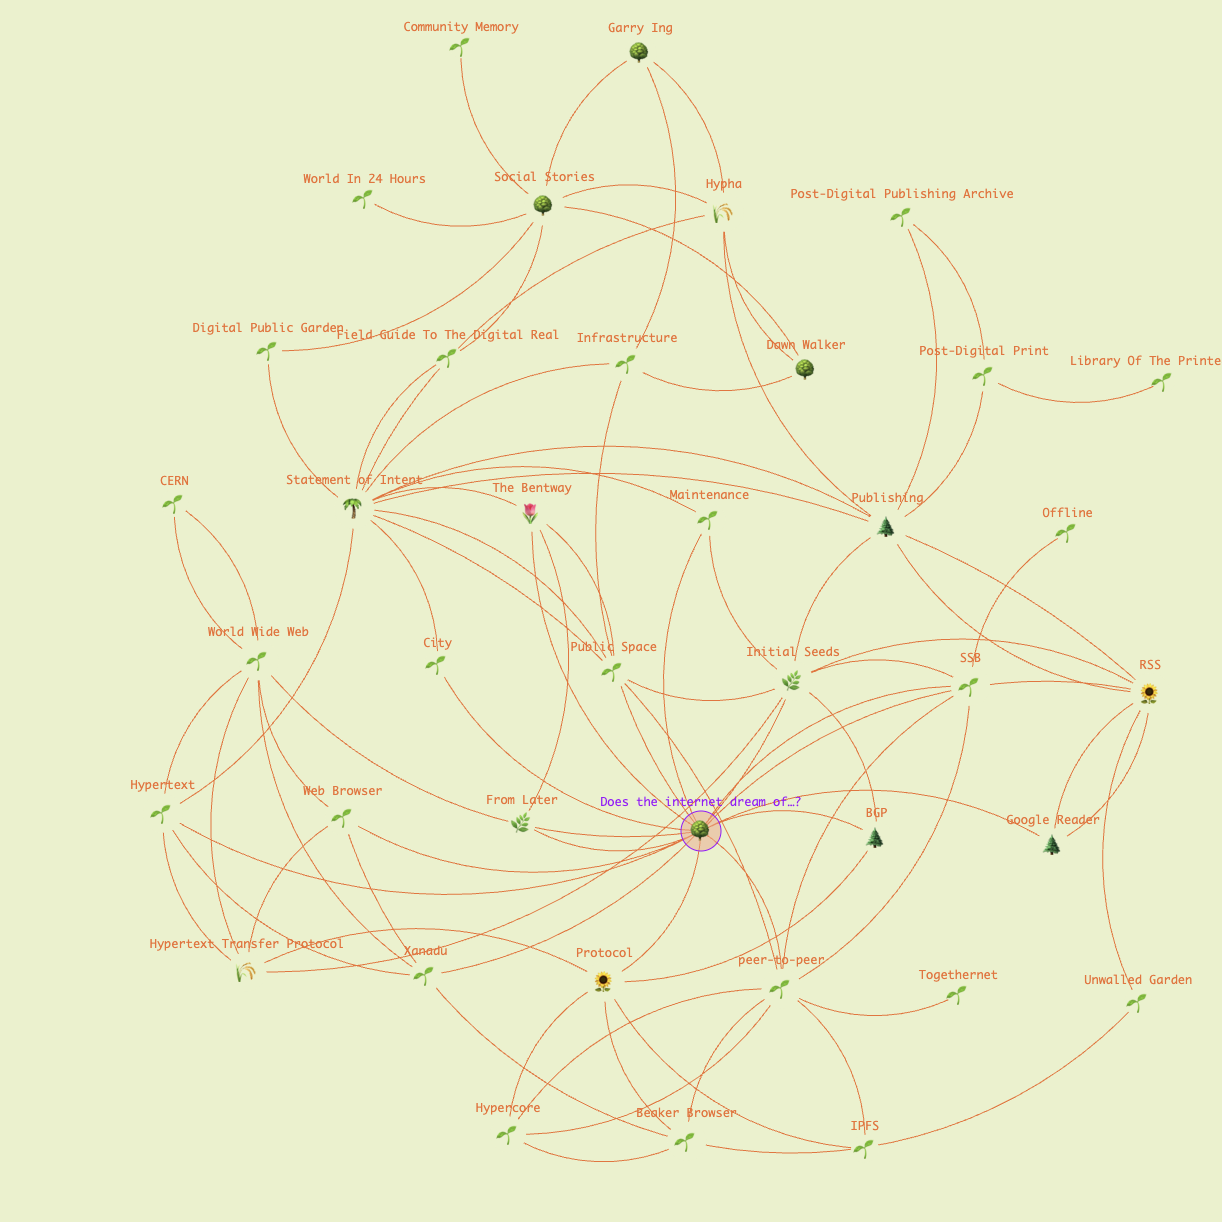 Community Memory
Garry Ing
World In 24 Hours
Social Stories
Hypha
Post-Digital Publishing Archive
Digital Public Garden
Field Guide To The Digital Real
Infrastructure
Dawn Walker
Post-Digital Print
Library Of The Printe
CERN
Statement of Intent
The Bentway
Maintenance
Publishing
Offline
World Wide Web
City
Public Space
Initial Seeds
SSB
RSS
Hypertext
Web Browser
From Later
Does the internet dream of…?
BGP
Google Reader
Hypertext Transfer Protocol
Xanadu
Protocol
peer-to-peer
Togethernet
Unwalled Garden
Hypercore
Beaker Browser
IPFS